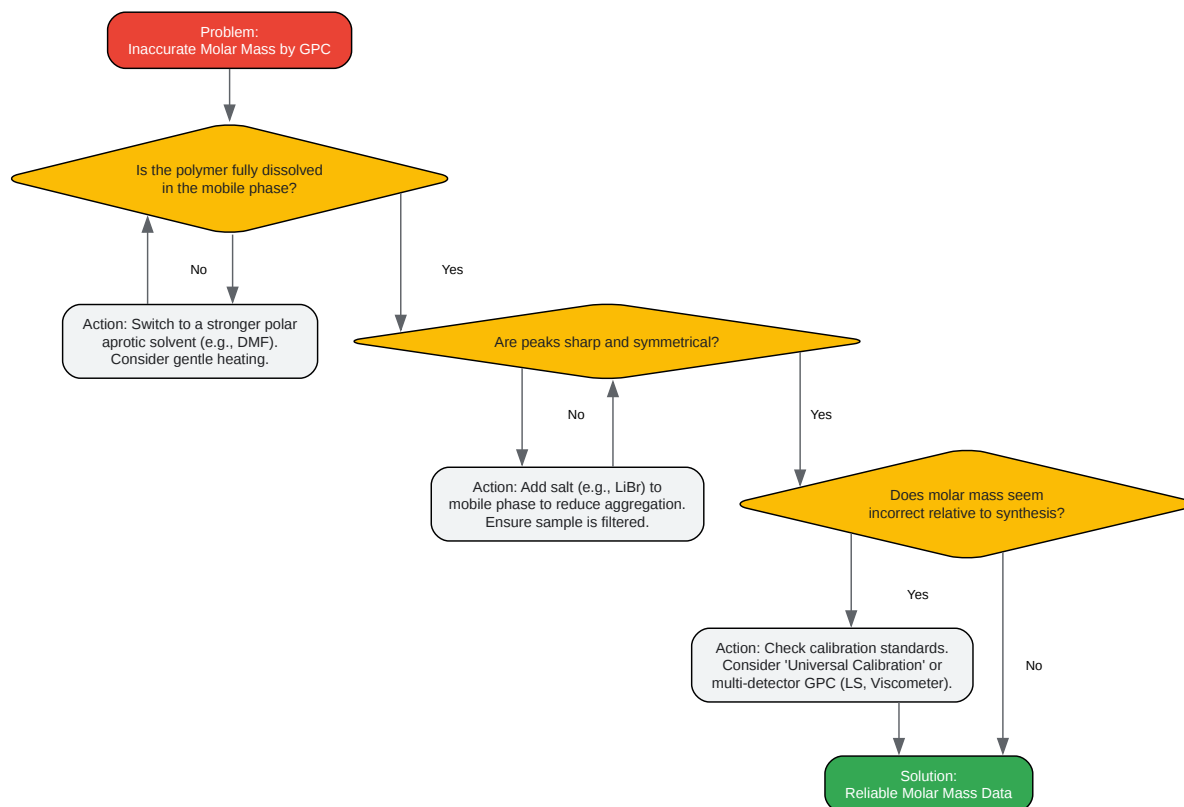 Problem:
Inaccurate Molar Mass by GPC
Is the polymer fully dissolved
in the mobile phase?
No
Yes
Action: Switch to a stronger polar
aprotic solvent (e.g., DMF).
Consider gentle heating.
Are peaks sharp and symmetrical?
No
Yes
Action: Add salt (e.g., LiBr) to
mobile phase to reduce aggregation.
Ensure sample is filtered.
Does molar mass seem
incorrect relative to synthesis?
Yes
No
Action: Check calibration standards.
Consider 'Universal Calibration' or
multi-detector GPC (LS, Viscometer).
Solution:
Reliable Molar Mass Data